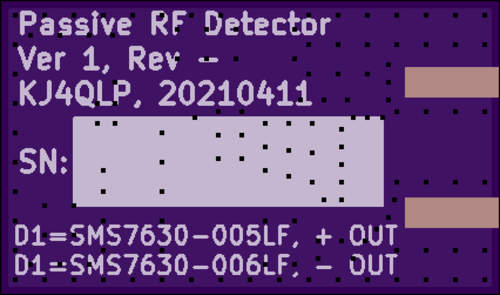 Passive RF Detector
Ver 1, Rev -
KJ4QLP, 20210411
SN:
D1=SMS7630-005LF, + OUT
D1=SMS7630-006LF, - OUT